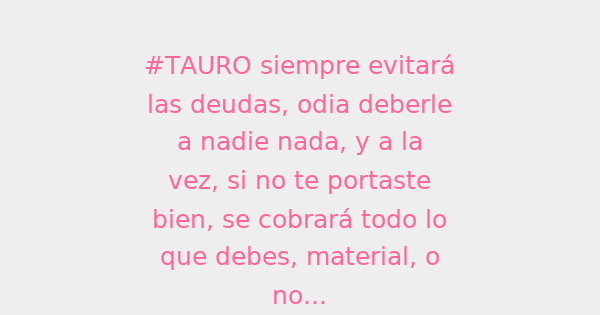 #TAURO siempre evitará
las deudas, odia deberle
a nadie nada, y a la
vez, si no te portaste
bien, se cobrará todo lo
que debes, material, o
no...